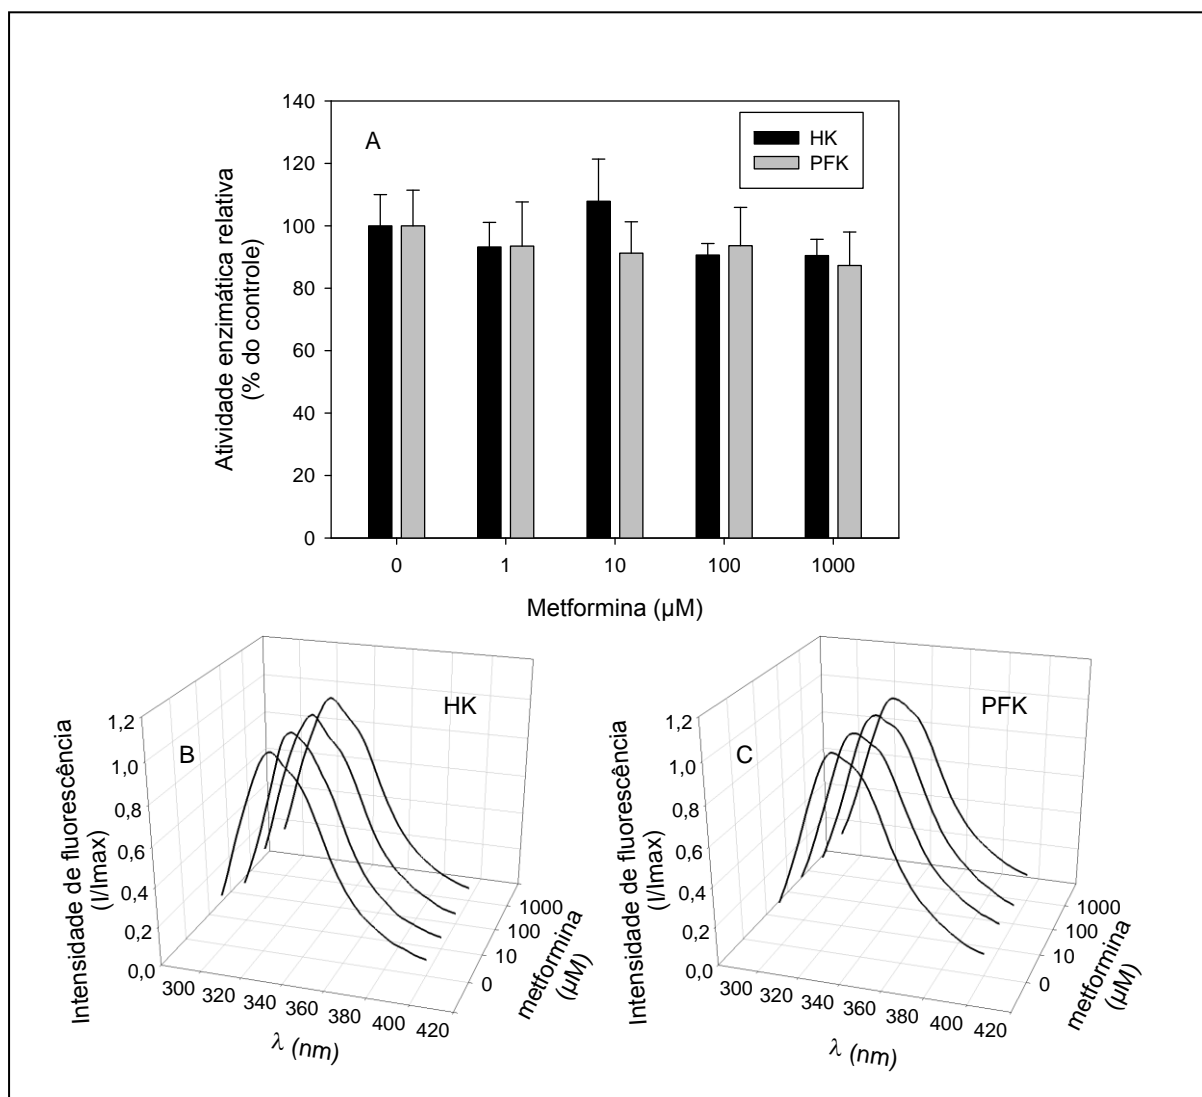 A
HK
PFK
Atividade enzimática relativa
(% do controle)
140
120
100
80
60
40
20
0
0 1 10 100 1000
Metformina (µM)
B
HK
Intensidade de fluorescência
(I/Imax)
1,2
1,0
0,8
0,6
0,4
0,2
0,0
300 320 340 360 380 400 420
λ (nm)
1000
100
10
0
metformina
(µM)
C
PFK
Intensidade de fluorescência
(I/Imax)
1,2
1,0
0,8
0,6
0,4
0,2
0,0
300 320 340 360 380 400 420
λ (nm)
1000
100
10
0
metformina
(µM)